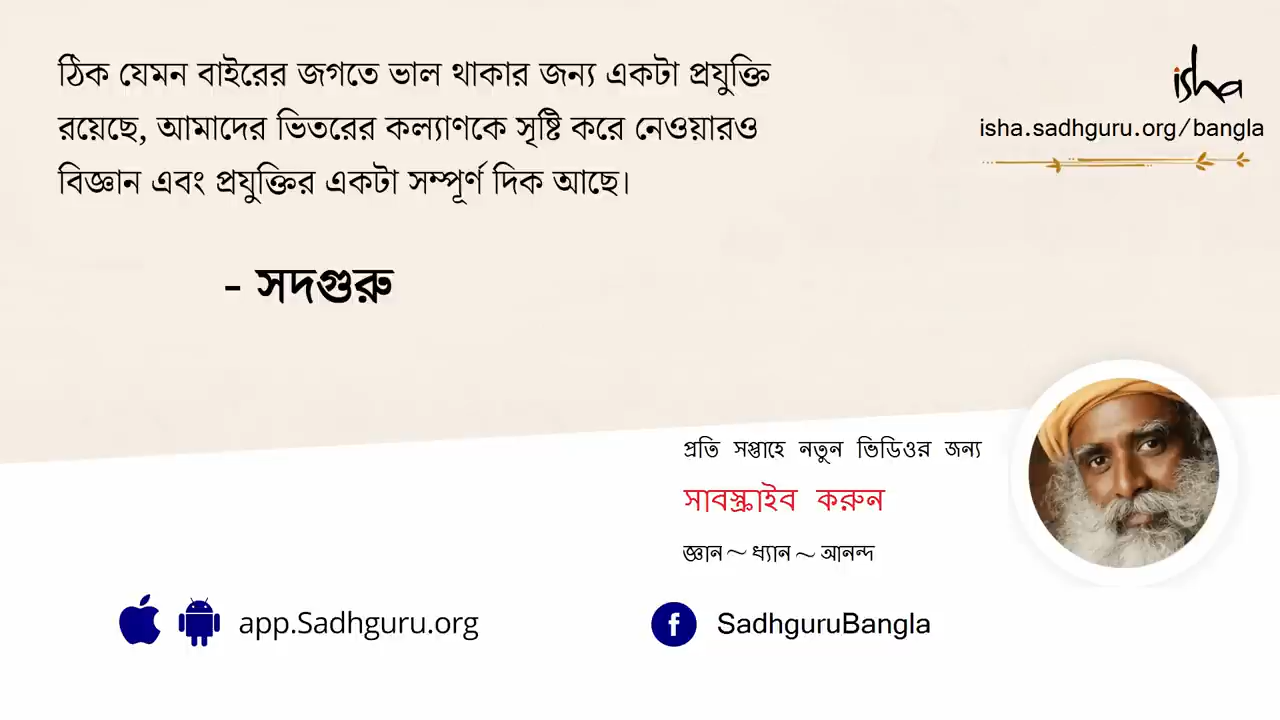 ঠিক যেমন বাইরের জগতে ভাল থাকার জন্য একটা প্রযুক্তি
রয়েছে, আমাদের ভিতরের কল্যাণকে সৃষ্টি করে নেওয়ারও
বিজ্ঞান এবং প্রযুক্তির একটা সম্পূর্ণ দিক আছে।
- সদগুরু
isha
isha.sadhguru.org/bangla
প্রতি সপ্তাহে নতুন ভিডিওর জন্য
সাবস্ক্রাইব করুন
জ্ঞান ~ ধ্যান ~ আনন্দ
app.Sadhguru.org
f SadhguruBangla